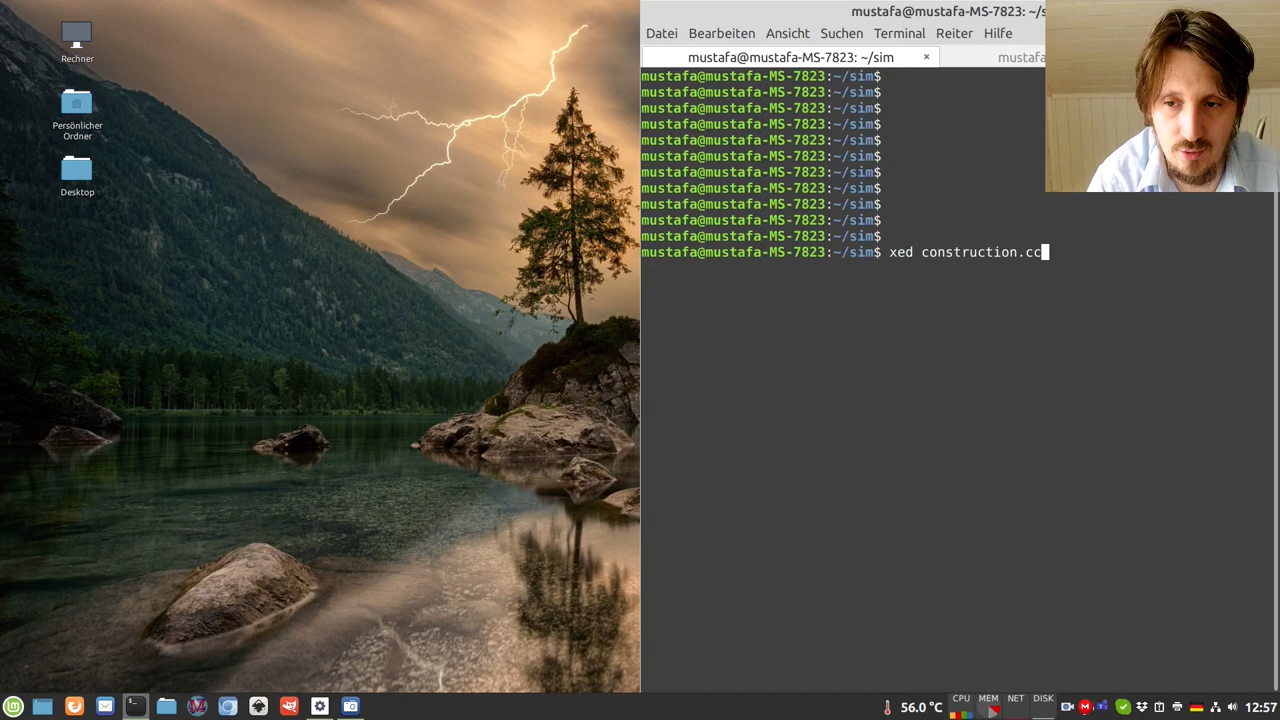 Rechner
Persönlicher
Ordner
Desktop
mustafa@mustafa-MS-7823: ~/s
Datei Bearbeiten Ansicht Suchen Terminal Reiter Hilfe
mustafa@mustafa-MS-7823: ~/sim × mustafa
mustafa@mustafa-MS-7823:~/sim$
mustafa@mustafa-MS-7823:~/sim$
mustafa@mustafa-MS-7823:~/sim$
mustafa@mustafa-MS-7823:~/sim$
mustafa@mustafa-MS-7823:~/sim$
mustafa@mustafa-MS-7823:~/sim$
mustafa@mustafa-MS-7823:~/sim$
mustafa@mustafa-MS-7823:~/sim$
mustafa@mustafa-MS-7823:~/sim$
mustafa@mustafa-MS-7823:~/sim$
mustafa@mustafa-MS-7823:~/sim$
mustafa@mustafa-MS-7823:~/sim$ xed construction.cc
56.0 °C CPU MEM NET DISK 12:57